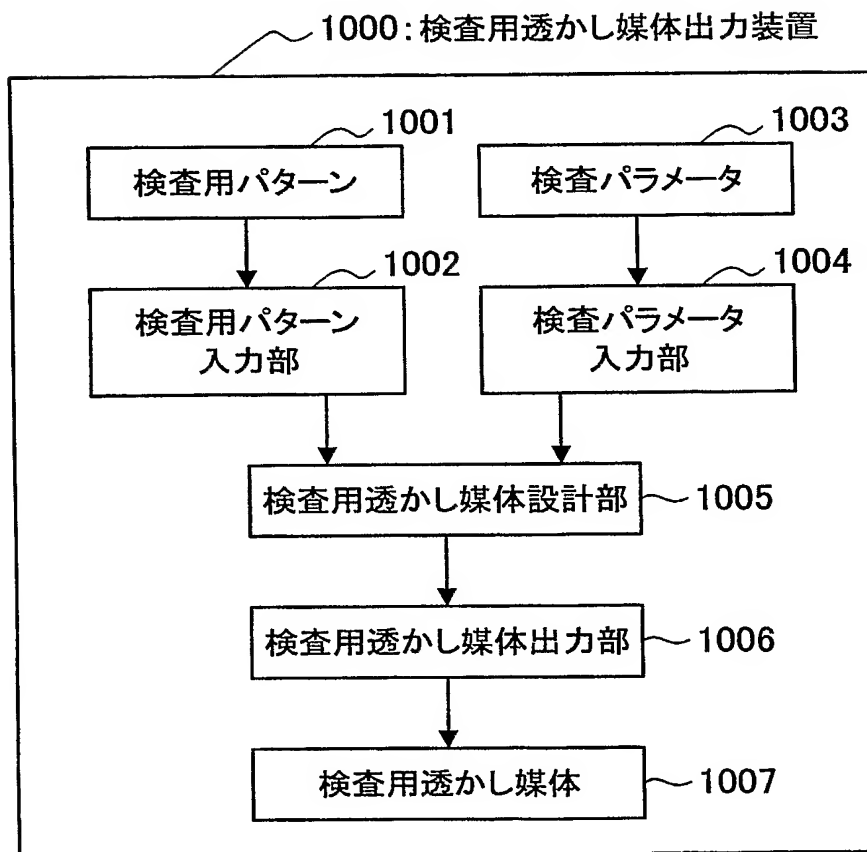 1000:検査用透かし媒体出力装置
1001
検査用パターン
1003
検査パラメータ
1002
検査用パターン
入力部
1004
検査パラメータ
入力部
検査用透かし媒体設計部
1005
検査用透かし媒体出力部
1006
検査用透かし媒体
1007